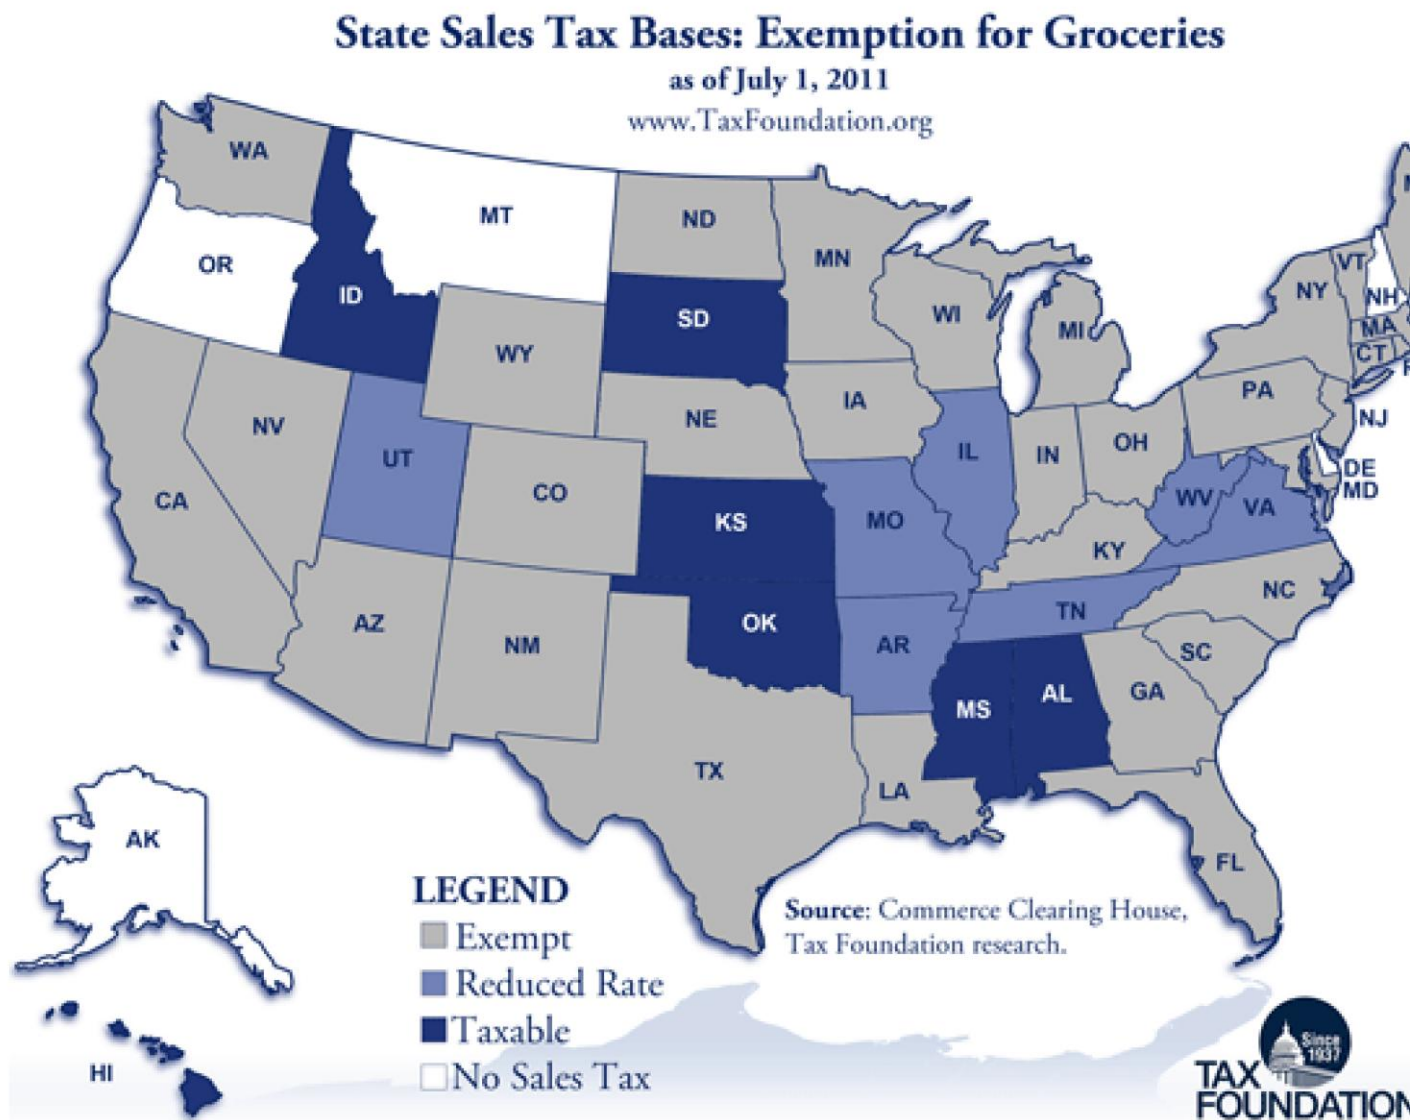 State Sales Tax Bases: Exemption for Groceries
as of July 1, 2011
www.TaxFoundation.org
WA
MT
ND
MN
OR
ID
SD
WI
MI
NY
VT
NH
MA
CT
WY
IA
NE
PA
NJ
NV
UT
CO
CA
IL
IN
OH
DE
MD
WV
VA
KS
MO
KY
NC
TN
AZ
NM
OK
AR
SC
MS
AL
GA
TX
LA
FL
AK
HI
LEGEND
Exempt
Reduced Rate
Taxable
No Sales Tax
Source: Commerce Clearing House,
Tax Foundation research.
Since
1937
TAX
FOUNDATION